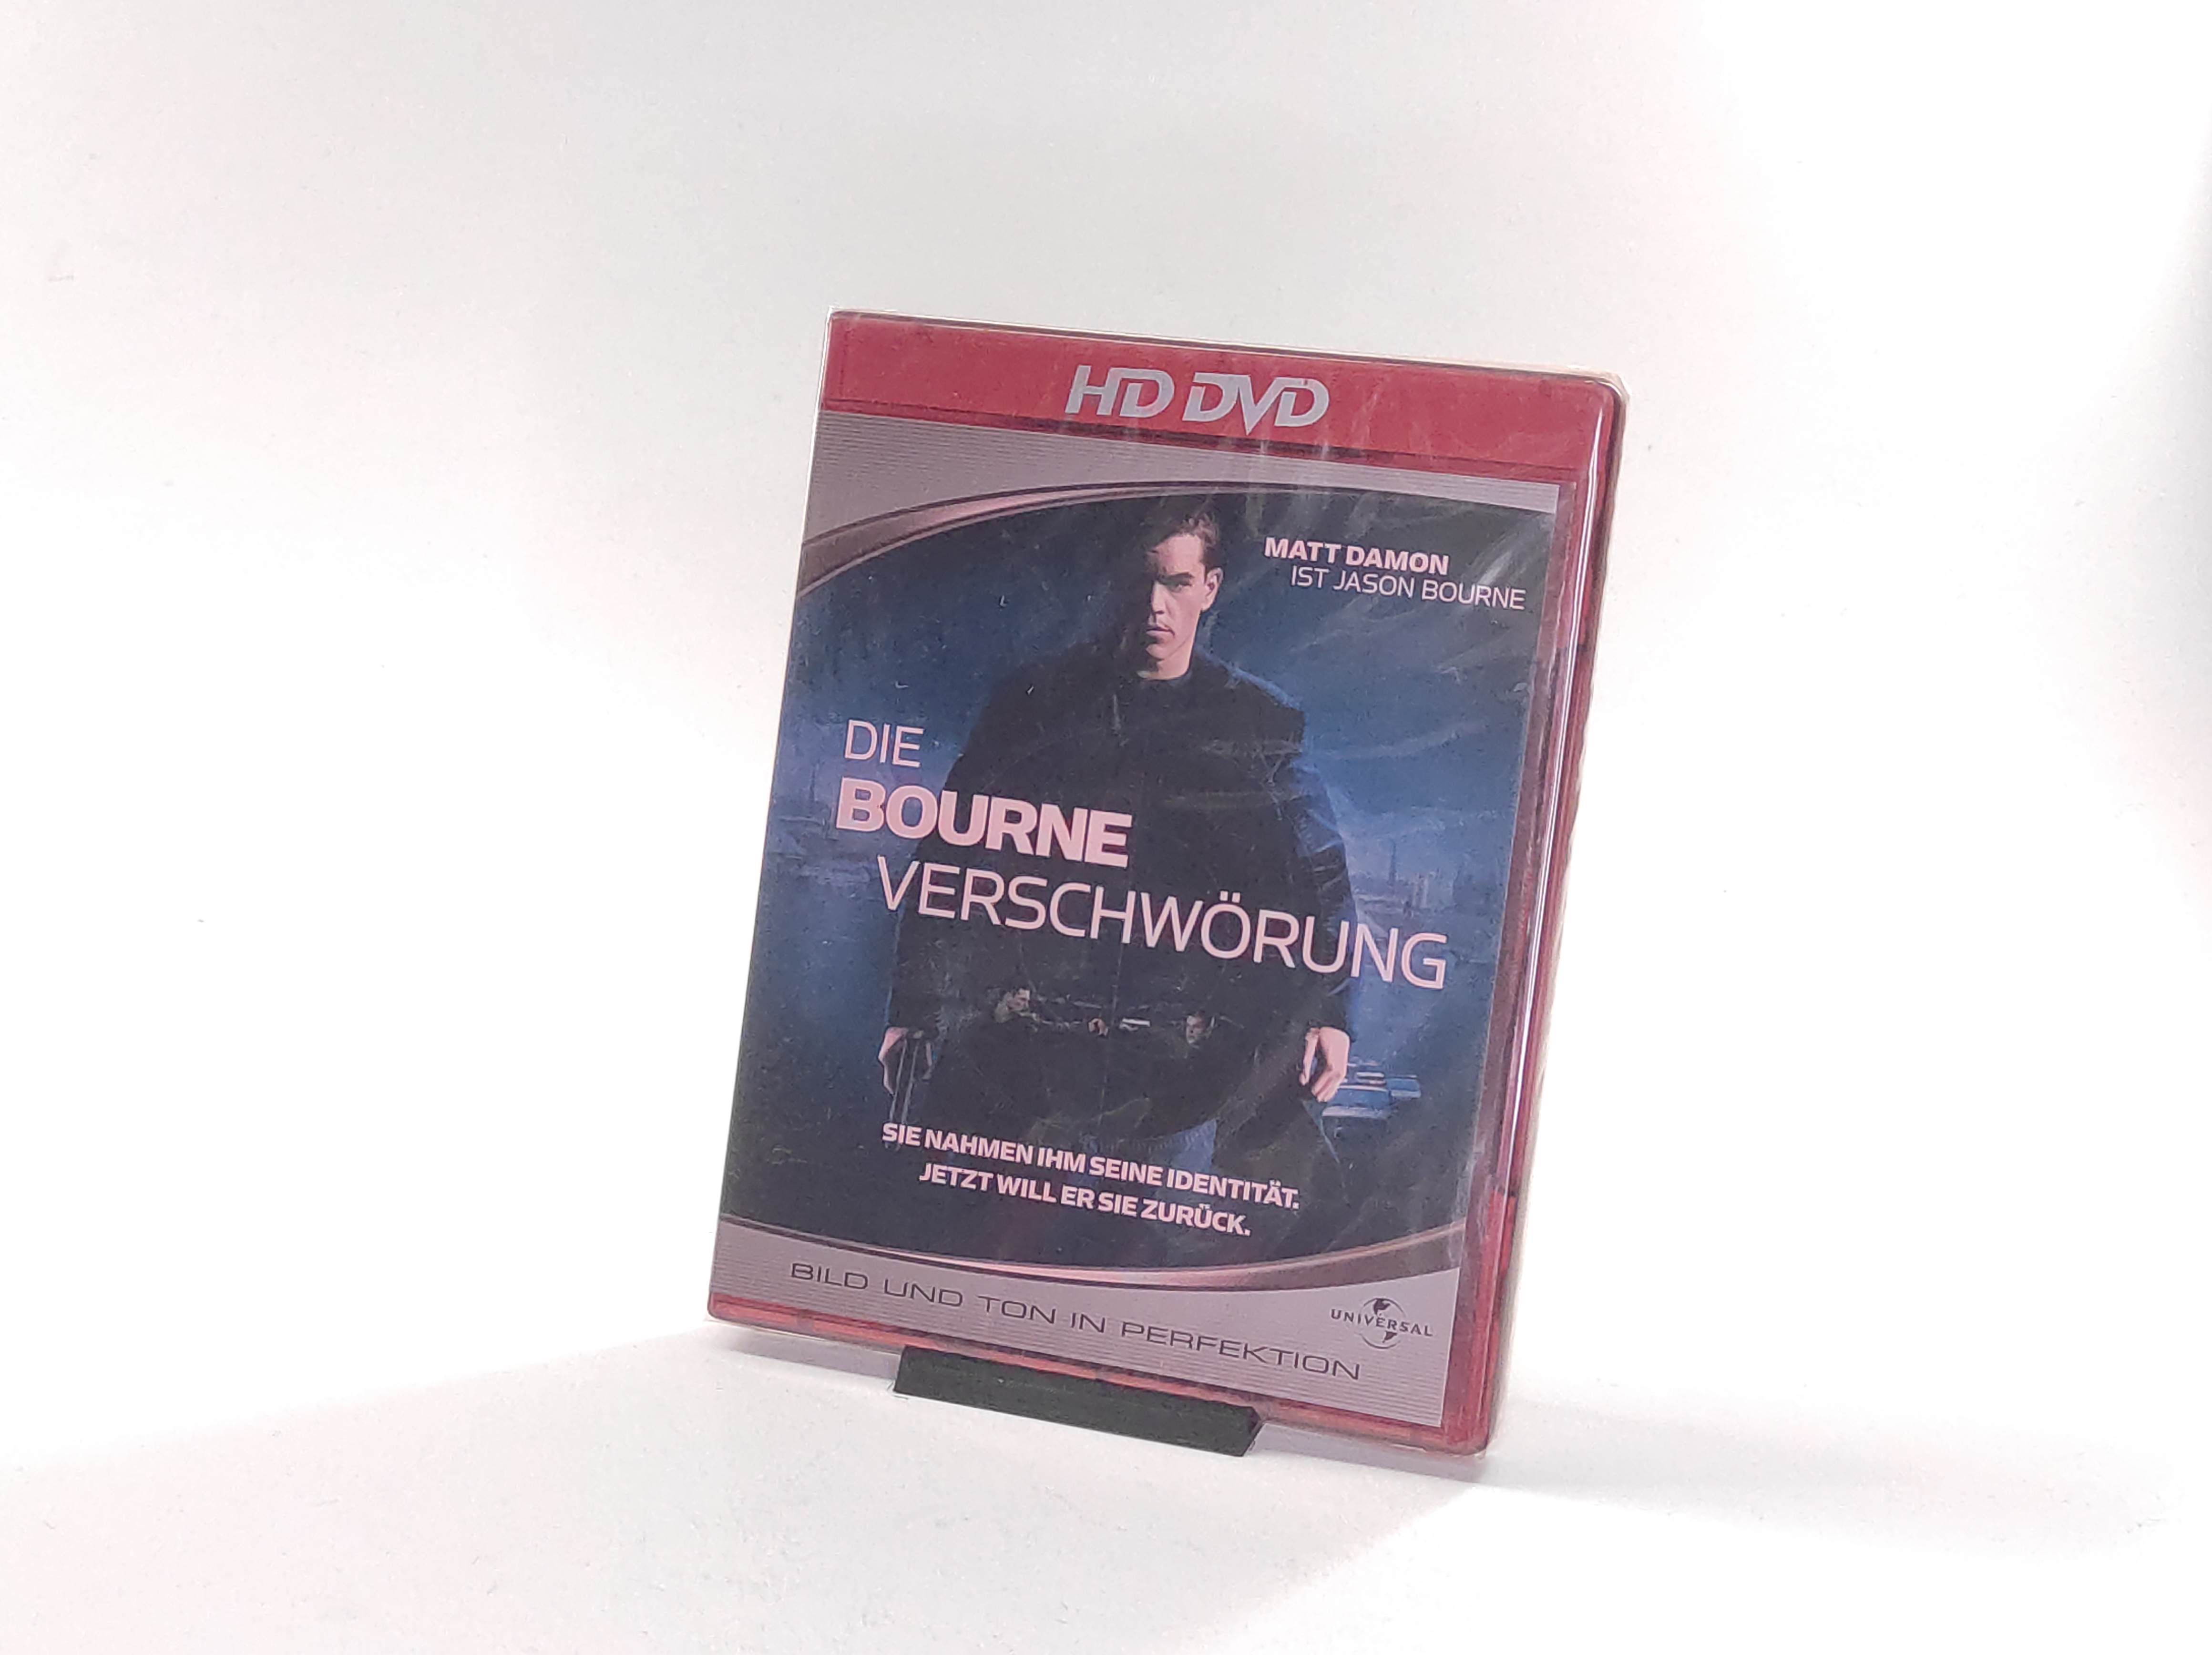 HD DVD
MATT DAMON
IST JASON BOURNE
DIE
BOURNE
VERSCHWÖRUNG
SIE NAHMEN IHM SEINE IDENTITÄT.
JETZT WILL ER SIE ZURÜCK.
BILD UND TON IN PERFEKTION
UNIVERSAL